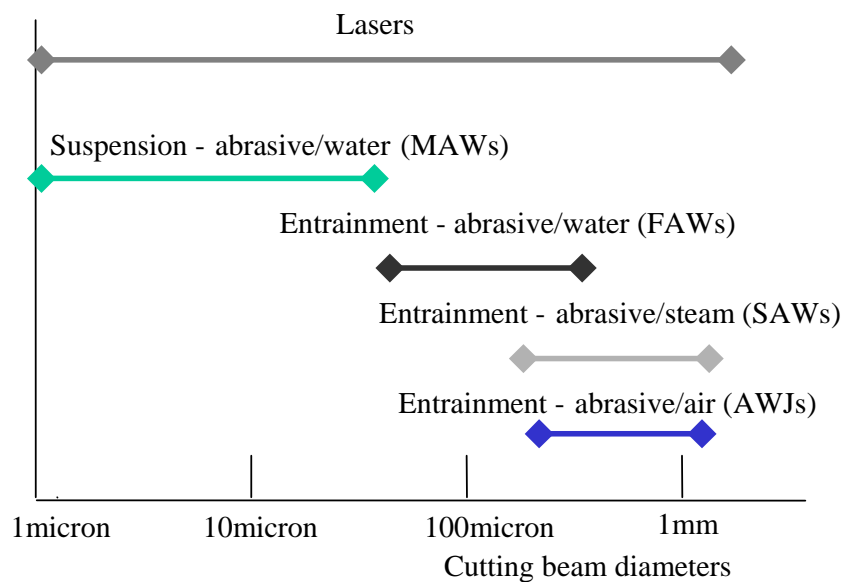 Lasers
Suspension - abrasive/water (MAWs)
Entrainment - abrasive/water (FAWs)
Entrainment - abrasive/steam (SAWs)
Entrainment - abrasive/air (AWJs)
1micron 10micron 100micron 1mm
Cutting beam diameters